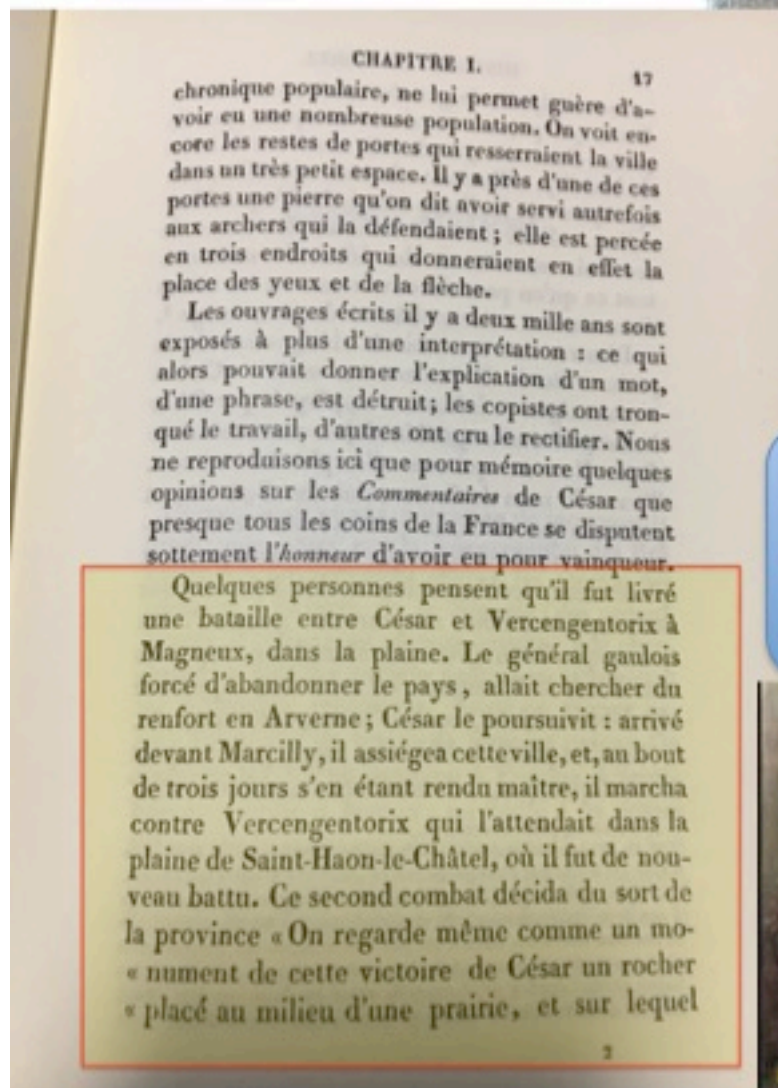 CHAPITRE I.
17
chronique populaire, ne lui permet guère d'a-
voir eu une nombreuse population. On voit en-
core les restes de portes qui resserraient la ville
dans un très petit espace. Il y a près d'une de ces
portes une pierre qu'on dit avoir servi autrefois
aux archers qui la défendaient ; elle est percée
en trois endroits qui donneraient en effet la
place des yeux et de la flèche.
Les ouvrages écrits il y a deux mille ans sont
exposés à plus d'une interprétation : ce qui
alors pouvait donner l'explication d'un mot,
d'une phrase, est détruit; les copistes ont tron-
qué le travail, d'autres ont cru le rectifier. Nous
ne reproduisons ici que pour mémoire quelques
opinions sur les Commentaires de César que
presque tous les coins de la France se disputent
sottement l'honneur d'avoir eu pour vainqueur.
Quelques personnes pensent qu'il fut livré
une bataille entre César et Vercengentorix à
Magneux, dans la plaine. Le général gaulois
forcé d'abandonner le pays, allait chercher du
renfort en Arverne; César le poursuivit : arrivé
devant Marcilly, il assiégea cette ville, et, au bout
de trois jours s'en étant rendu maître, il marcha
contre Vercengentorix qui l'attendait dans la
plaine de Saint-Haon-le-Châtel, où il fut de nou-
veau battu. Ce second combat décida du sort de
la province « On regarde même comme un mo-
« nument de cette victoire de César un rocher
« placé au milieu d'une prairie, et sur lequel
2